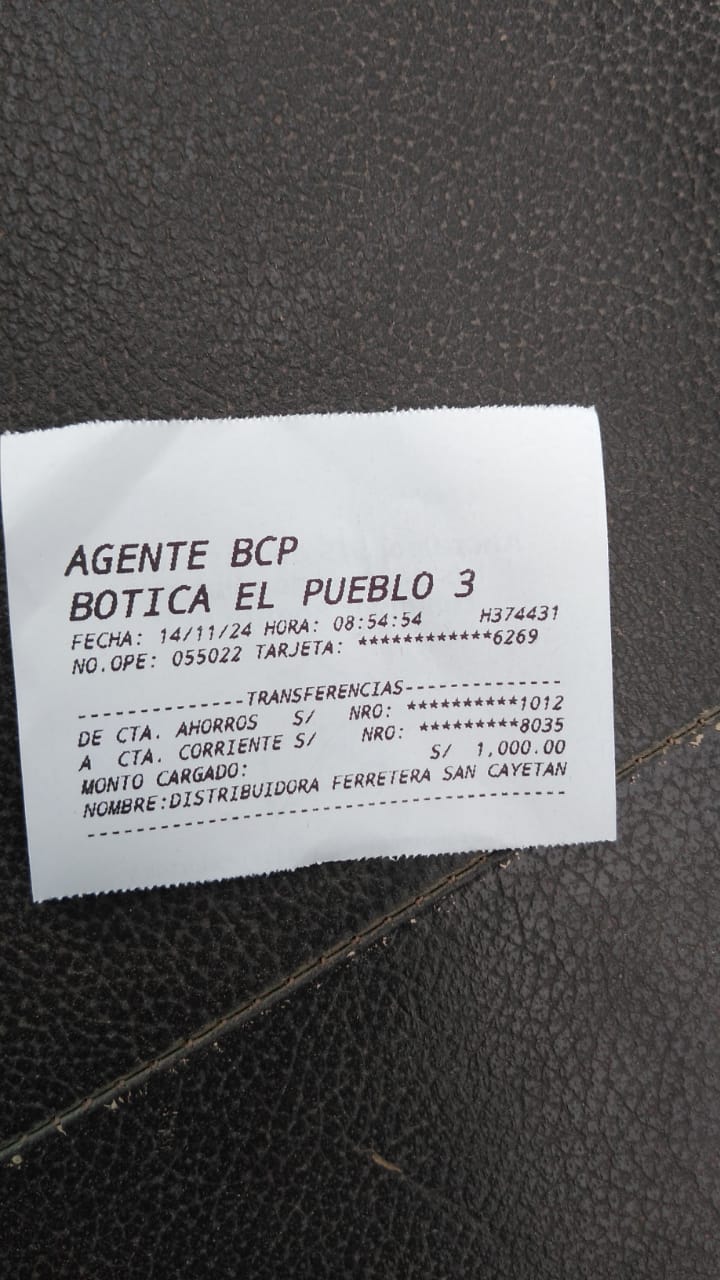 AGENTE BCP
BOTICA EL PUEBLO 3
FECHA: 14/11/24 HORA: 08:54:54 H374431
NO.OPE: 055022 TARJETA: ************6269
--------------TRANSFERENCIAS-------------
DE CTA. AHORROS S/ NRO: **********1012
A CTA. CORRIENTE S/ NRO: *********8035
MONTO CARGADO: S/ 1,000.00
NOMBRE:DISTRIBUIDORA FERRETERA SAN CAYETAN
-----------------------------------------